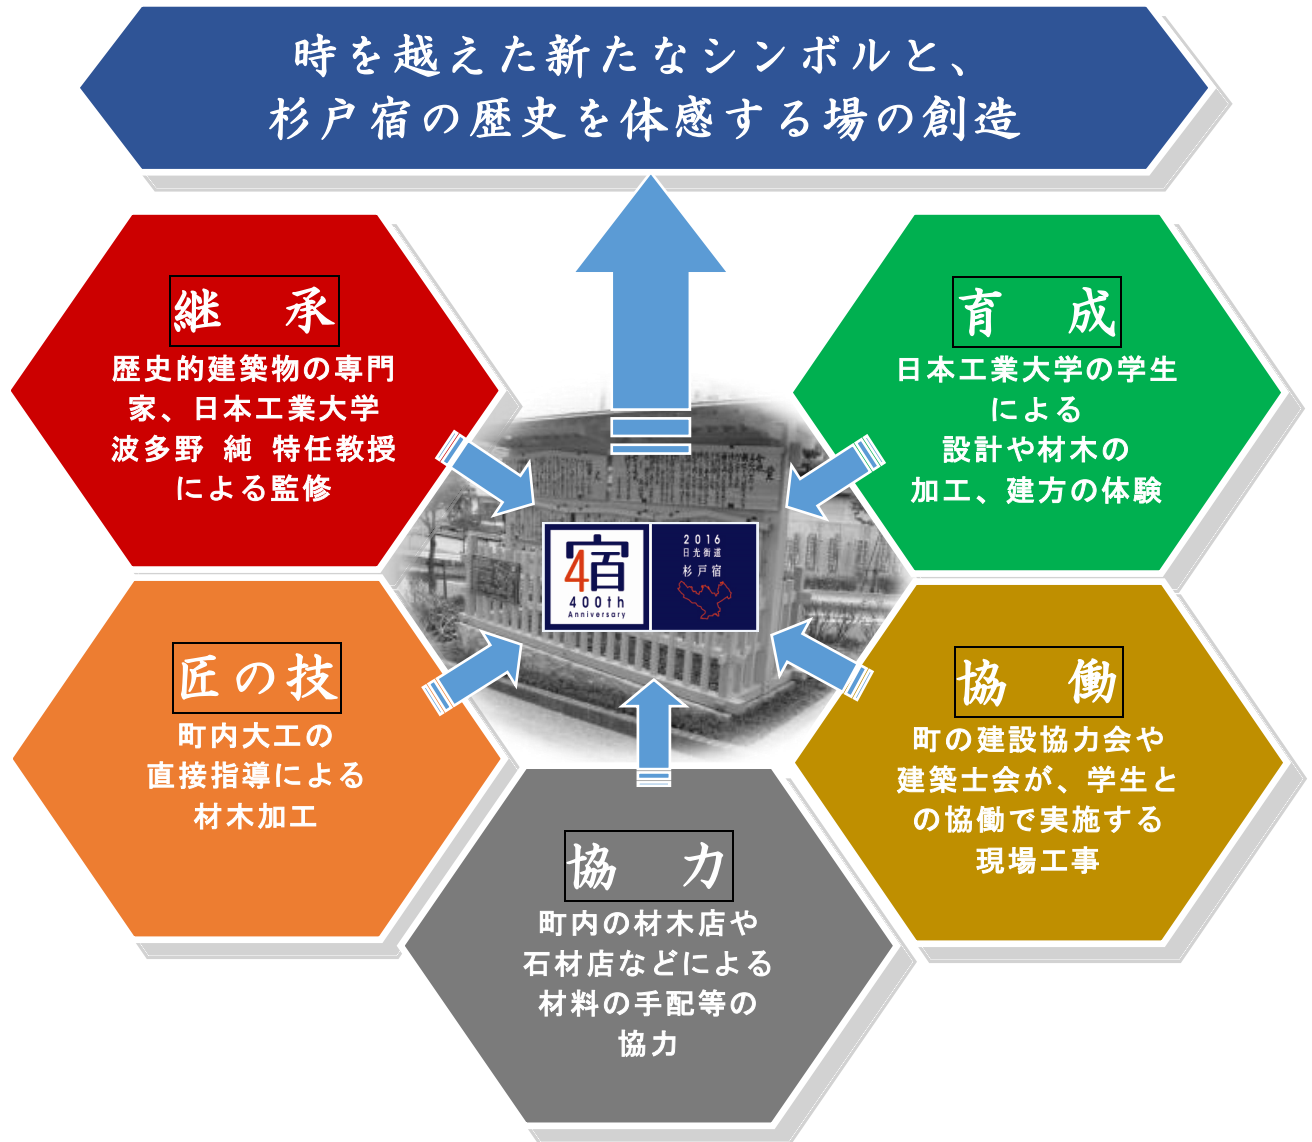 時を越えた新たなシンボルと、
杉戸宿の歴史を体感する場の創造
継 承
歴史的建築物の専門
家、日本工業大学
波多野 純 特任教授
による監修
育 成
日本工業大学の学生
による
設計や材木の
加工、建方の体験
宿
4
400th
Anniversary
2016
日光街道
杉戸宿
匠の技
町内大工の
直接指導による
材木加工
協 働
町の建設協力会や
建築士会が、学生と
の協働で実施する
現場工事
協 力
町内の材木店や
石材店などによる
材料の手配等の
協力